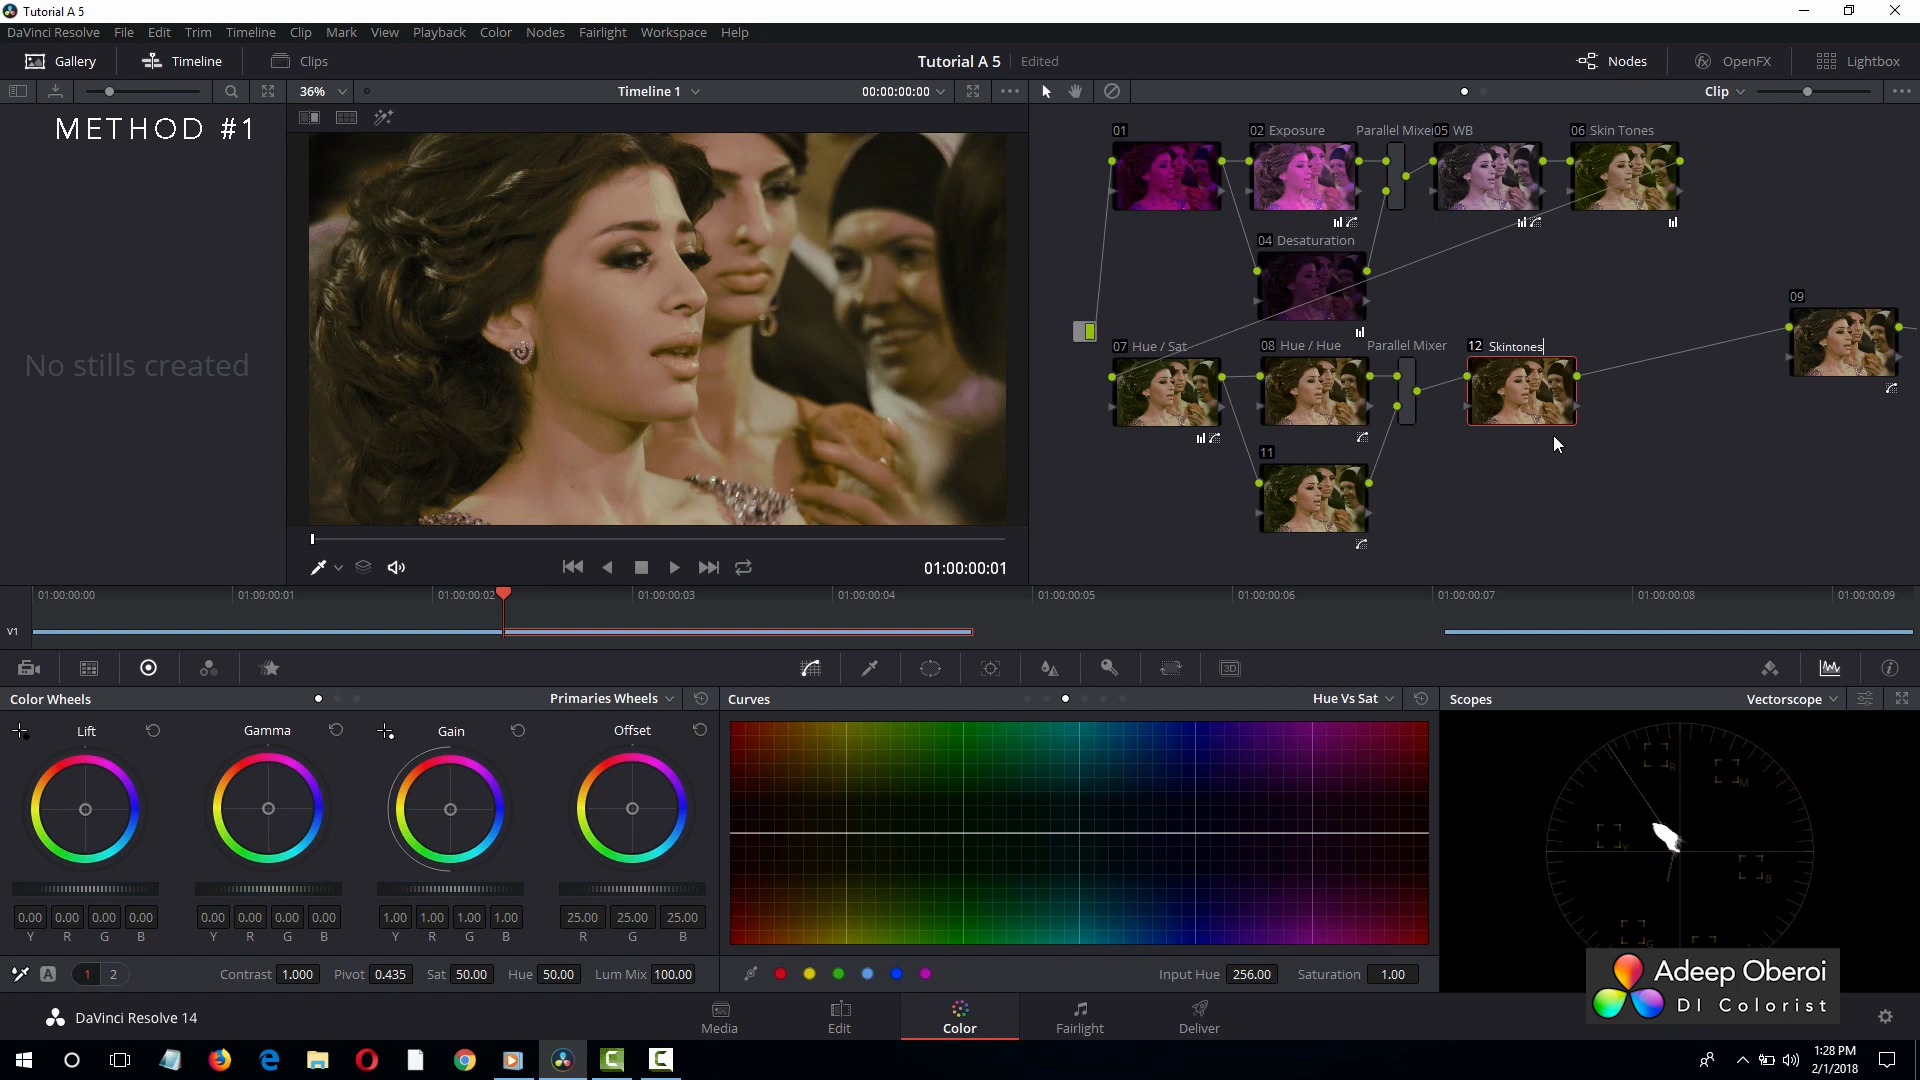 Tutorial A 5
DaVinci Resolve File Edit Trim Timeline Clip Mark View Playback Color Nodes Fairlight Workspace Help
Gallery Timeline Clips Tutorial A 5 Edited Nodes OpenFX Lightbox
36% Timeline 1 00:00:00:00 Clip
METHOD #1
No stills created
01 02 Exposure Parallel Mixer 05 WB 06 Skin Tones
04 Desaturation
09
07 Hue / Sat 08 Hue / Hue Parallel Mixer 12 Skintones
11
01:00:00:01
01:00:00:00 01:00:00:01 01:00:00:02 01:00:00:03 01:00:00:04 01:00:00:05 01:00:00:06 01:00:00:07 01:00:00:08 01:00:00:09
V1
3D
Color Wheels Primaries Wheels Curves Hue Vs Sat Scopes Vectorscope
Lift Gamma Gain Offset
R M
Y B
G
0.00 0.00 0.00 0.00 0.00 0.00 0.00 0.00 1.00 1.00 1.00 1.00 25.00 25.00 25.00
Y R G B Y R G B Y R G B R G B
A 1 2 Contrast 1.000 Pivot 0.435 Sat 50.00 Hue 50.00 Lum Mix 100.00 Input Hue 256.00 Saturation 1.00
Adeep Oberoi
DI Colorist
DaVinci Resolve 14 Media Edit Color Fairlight Deliver
1:28 PM
2/1/2018